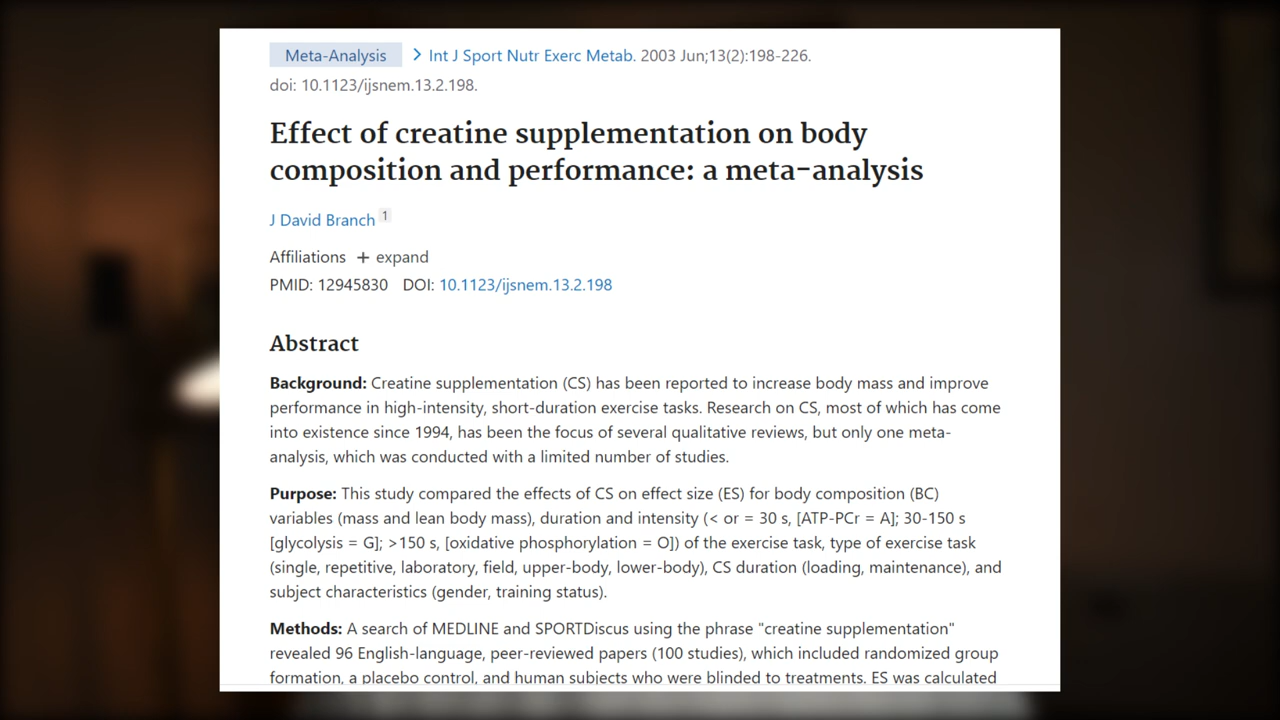 Meta-Analysis > Int J Sport Nutr Exerc Metab. 2003 Jun;13(2):198-226.
doi: 10.1123/ijsnem.13.2.198.
Effect of creatine supplementation on body
composition and performance: a meta-analysis
J David Branch 1
Affiliations + expand
PMID: 12945830 DOI: 10.1123/ijsnem.13.2.198
Abstract
Background: Creatine supplementation (CS) has been reported to increase body mass and improve
performance in high-intensity, short-duration exercise tasks. Research on CS, most of which has come
into existence since 1994, has been the focus of several qualitative reviews, but only one meta-
analysis, which was conducted with a limited number of studies.
Purpose: This study compared the effects of CS on effect size (ES) for body composition (BC)
variables (mass and lean body mass), duration and intensity (< or = 30 s, [ATP-PCr = A]; 30-150 s
[glycolysis = G]; >150 s, [oxidative phosphorylation = O]) of the exercise task, type of exercise task
(single, repetitive, laboratory, field, upper-body, lower-body), CS duration (loading, maintenance), and
subject characteristics (gender, training status).
Methods: A search of MEDLINE and SPORTDiscus using the phrase "creatine supplementation"
revealed 96 English-language, peer-reviewed papers (100 studies), which included randomized group
formation, a placebo control, and human subjects who were blinded to treatments. ES was calculated